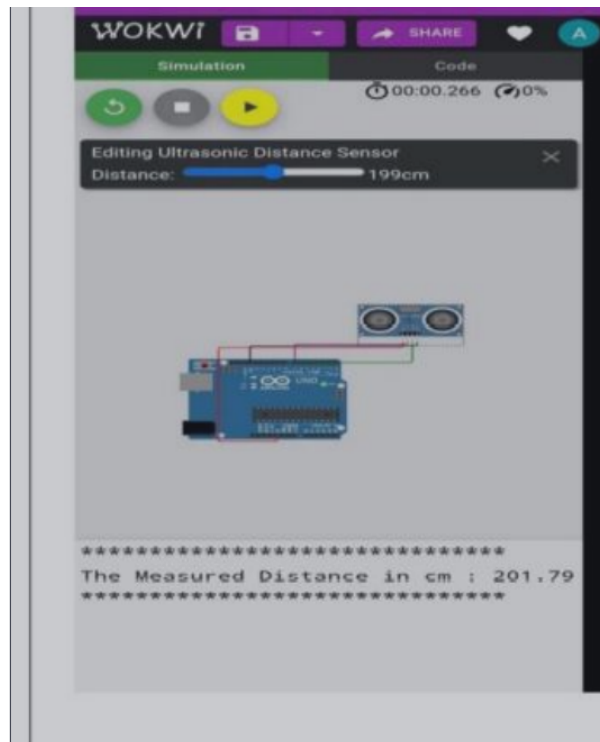 WOKWI SHARE A
Simulation Code
00:00.266 0%
Editing Ultrasonic Distance Sensor
Distance: 199cm
UNO
*******************************
The Measured Distance in cm : 201.79
*******************************